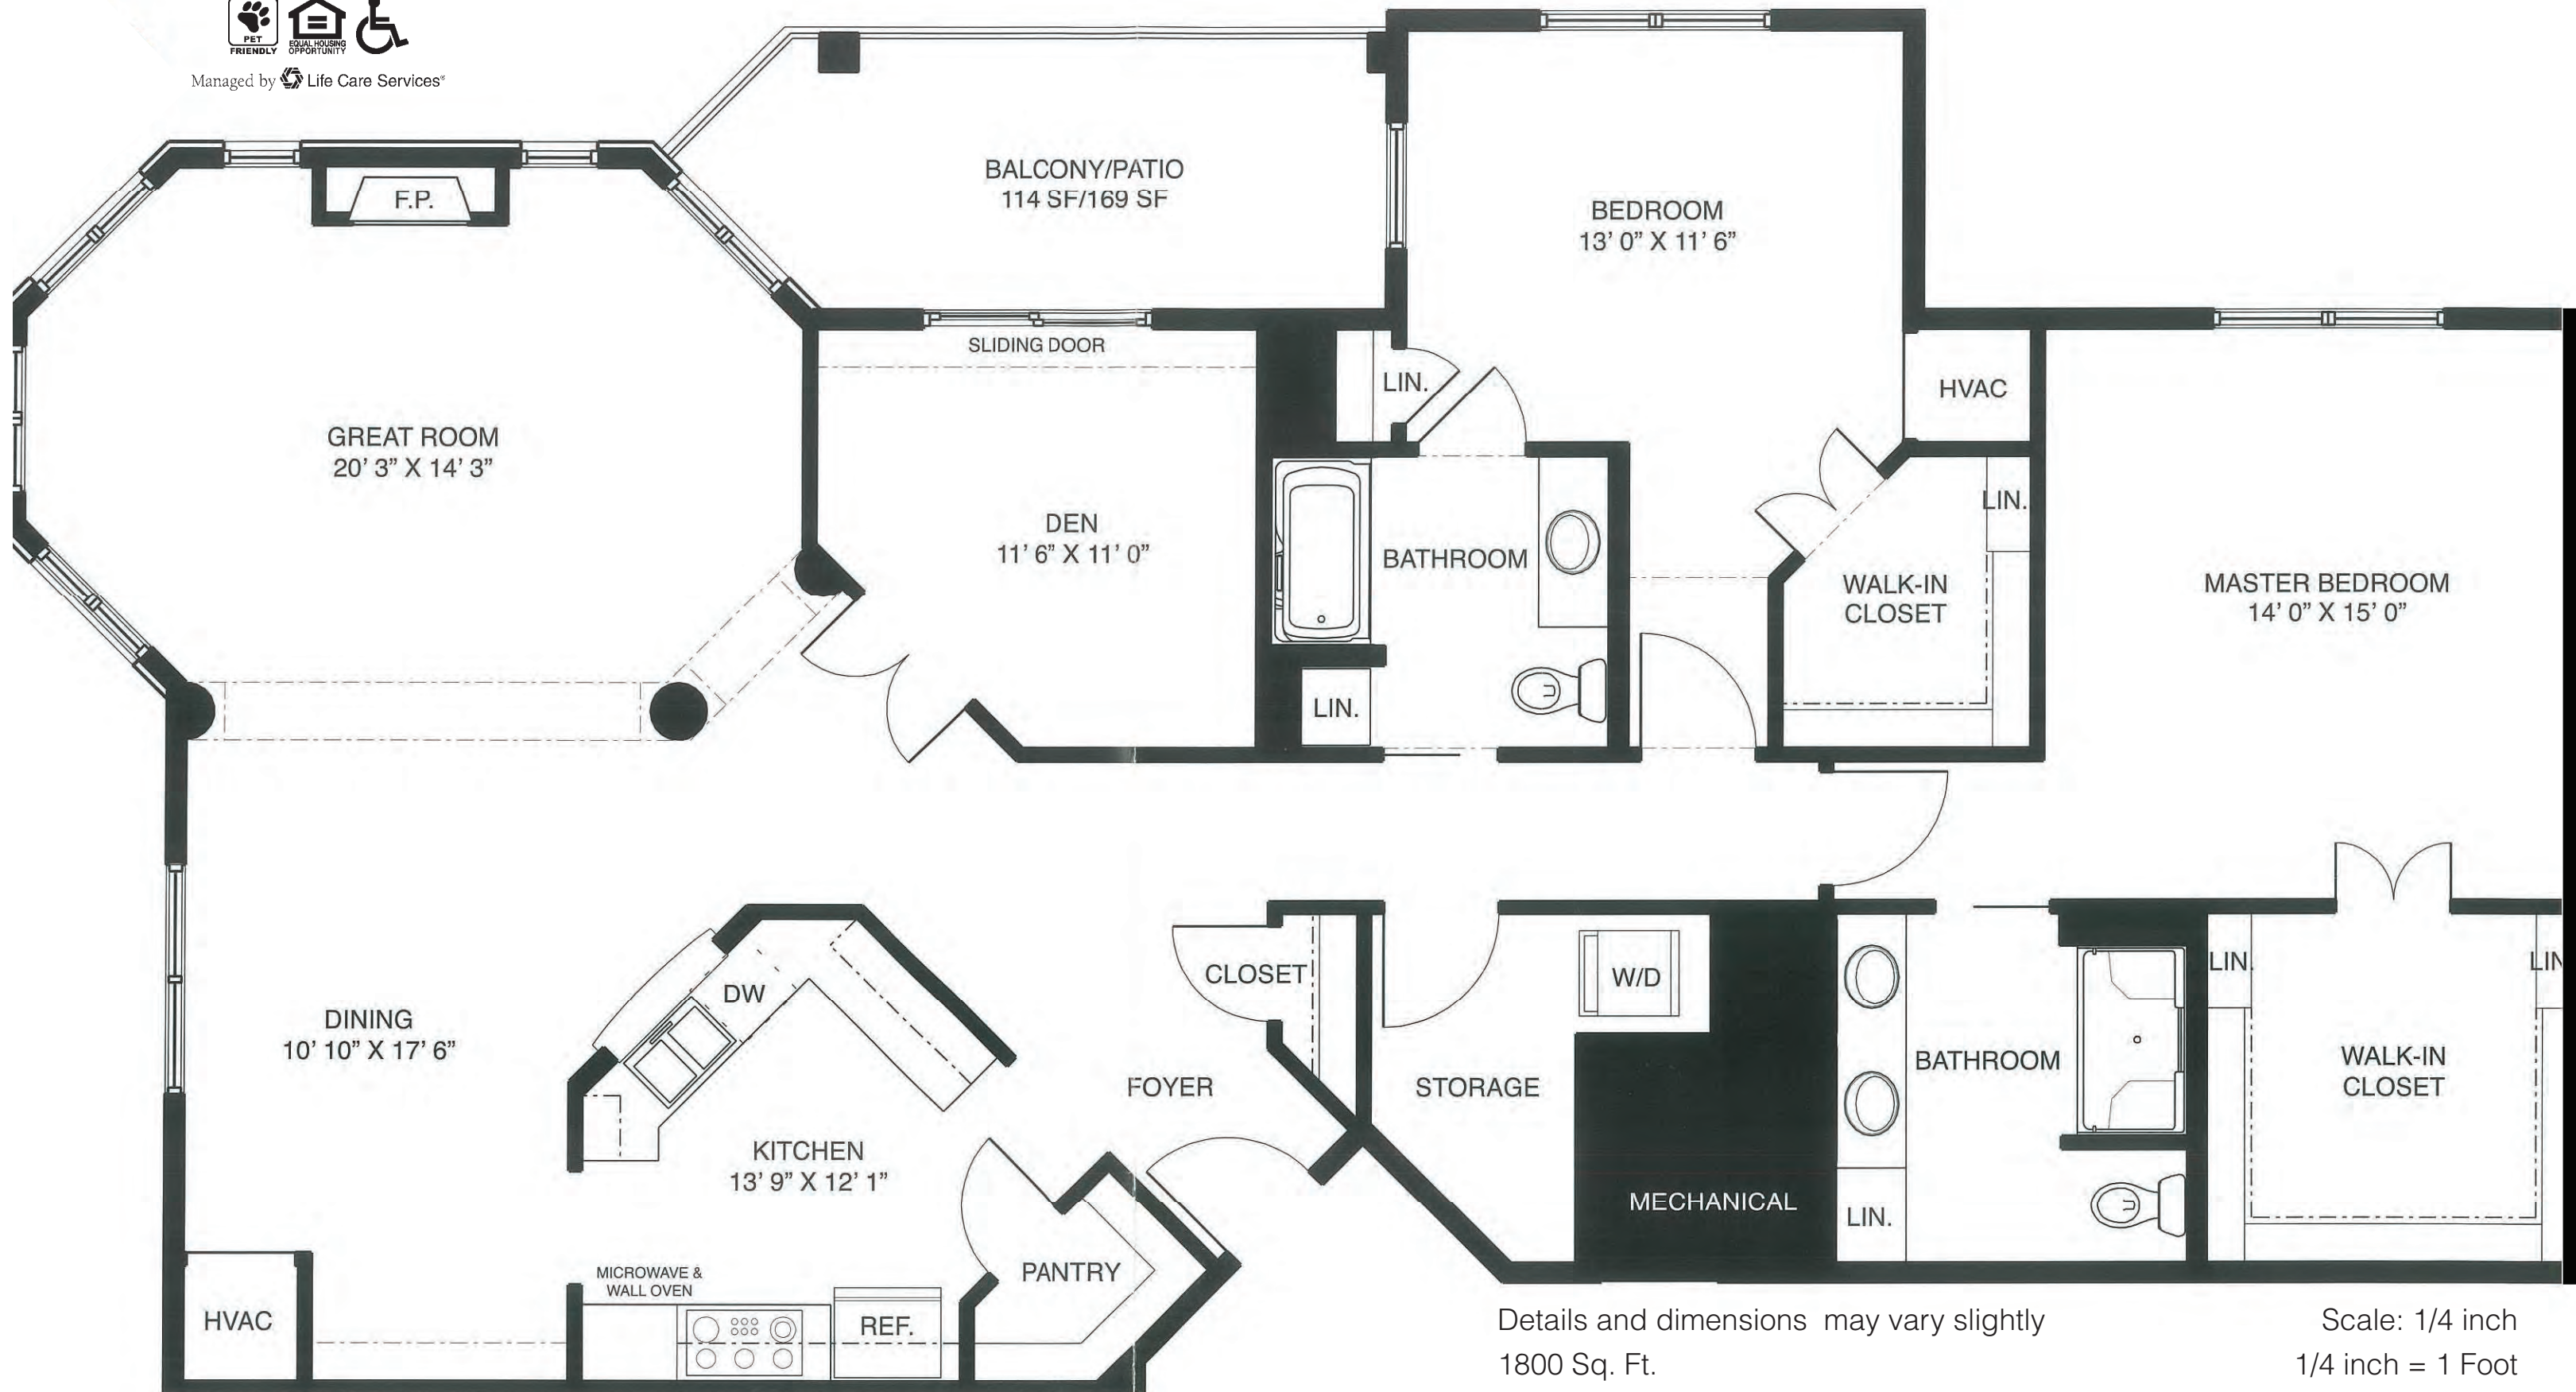 PET
FRIENDLY
EQUAL HOUSING
OPPORTUNITY
Managed by Life Care Services®
F.P.
BALCONY/PATIO
114 SF/169 SF
BEDROOM
13' 0" X 11' 6"
SLIDING DOOR
LIN.
HVAC
GREAT ROOM
20' 3" X 14' 3"
DEN
11' 6" X 11' 0"
BATHROOM
LIN.
WALK-IN
CLOSET
MASTER BEDROOM
14' 0" X 15' 0"
LIN.
CLOSET
W/D
LIN.
LIN
DW
DINING
10' 10" X 17' 6"
FOYER
STORAGE
BATHROOM
WALK-IN
CLOSET
KITCHEN
13' 9" X 12' 1"
MECHANICAL
LIN.
MICROWAVE &
WALL OVEN
PANTRY
HVAC
REF.
Details and dimensions may vary slightly
1800 Sq. Ft.
Scale: 1/4 inch
1/4 inch = 1 Foot